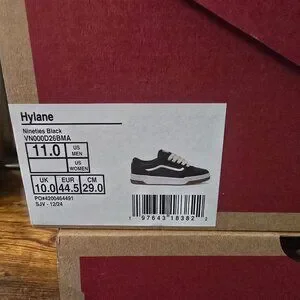 Hylane
Nineties Black
VN000D26BMA
11.0 US MEN US WOMEN
UK EUR CM
10.0 44.5 29.0
PO#4200464491
SJV - 12/24
1 97643 18382 2